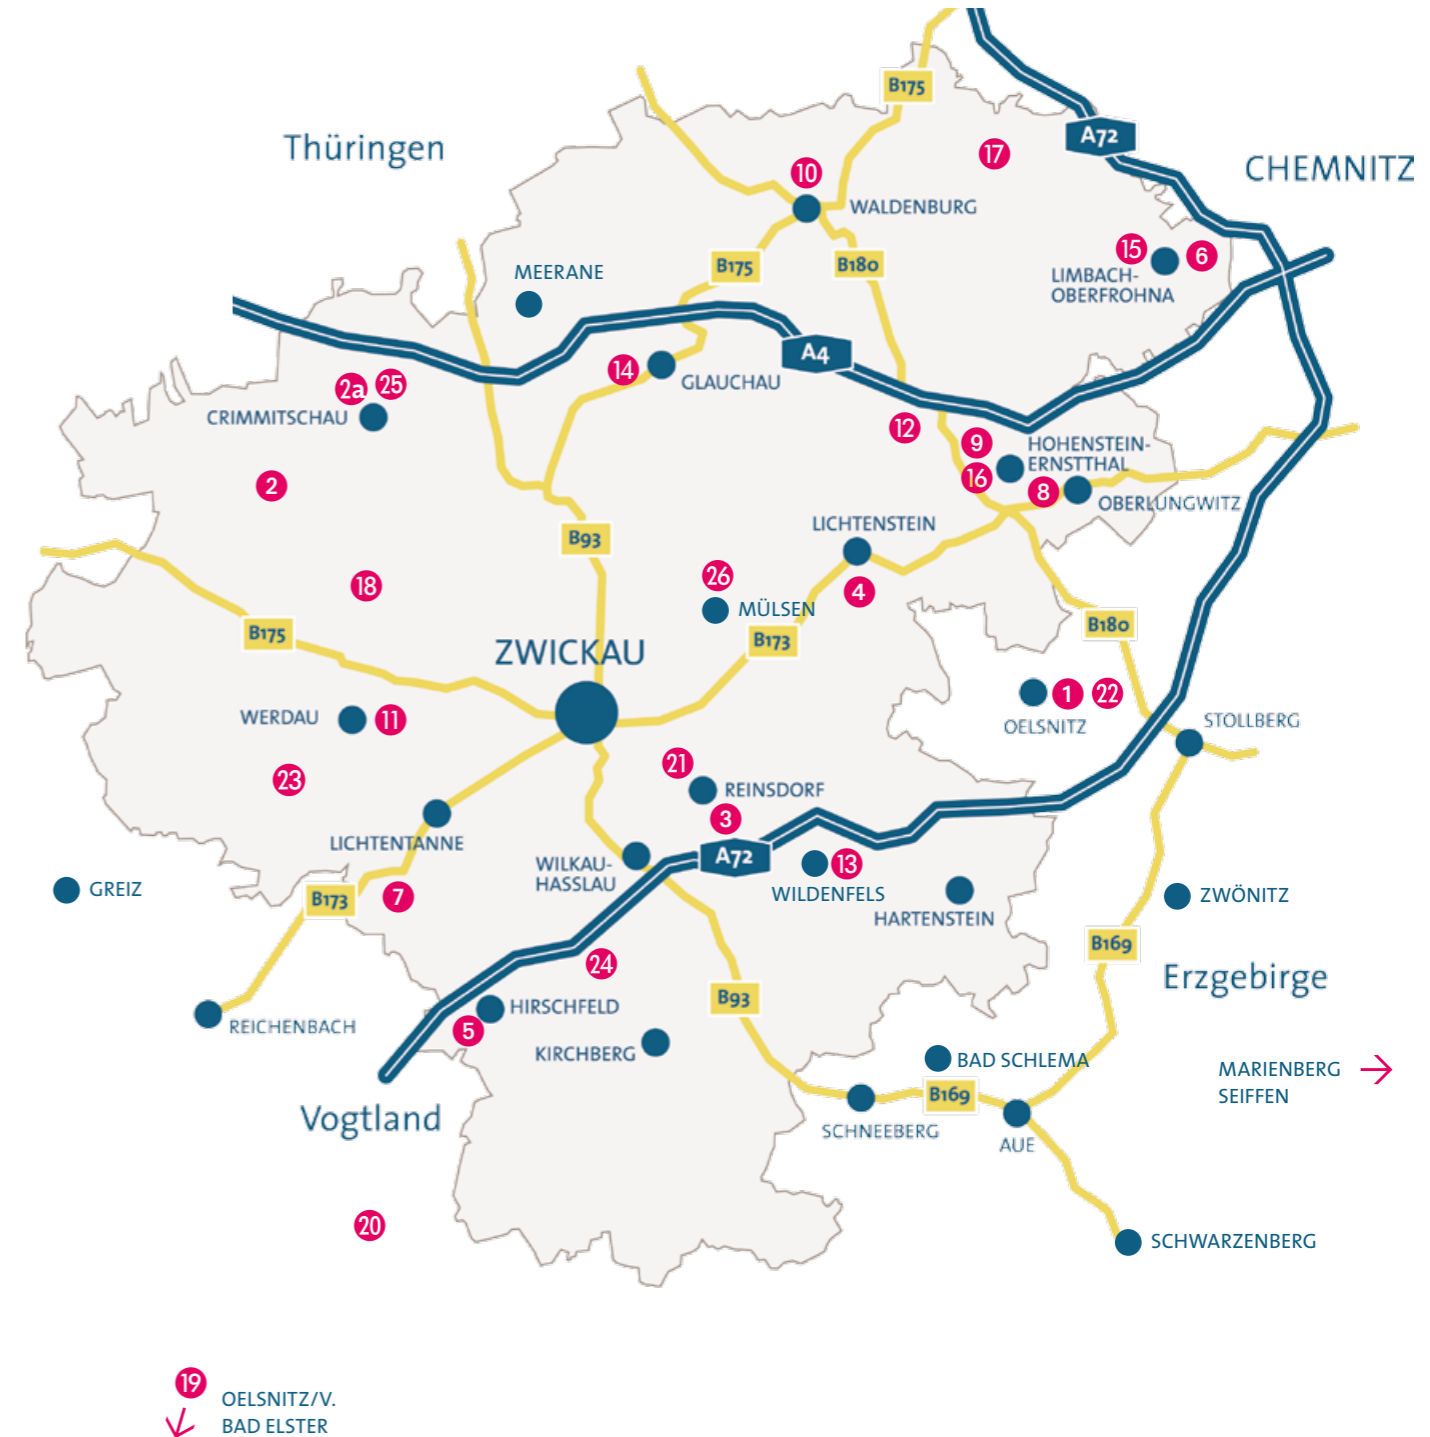 B175
Thüringen
A72
17
CHEMNITZ
10
WALDENBURG
15
6
B175
B180
MEERANE
LIMBACH-
OBERFROHNA
A4
14
GLAUCHAU
2a
25
CRIMMITSCHAU
12
9
HOHENSTEIN-
ERNSTTHAL
16
2
8
OBERLUNGWITZ
LICHTENSTEIN
B93
26
18
4
MÜLSEN
B175
B173
B180
ZWICKAU
1
22
WERDAU
11
OELSNITZ
STOLLBERG
21
23
REINSDORF
3
LICHTENTANNE
A72
WILKAU-
HASSLAU
13
GREIZ
WILDENFELS
ZWÖNITZ
B173
7
HARTENSTEIN
B169
24
Erzgebirge
B93
HIRSCHFELD
REICHENBACH
5
KIRCHBERG
BAD SCHLEMA
MARIENBERG
SEIFFEN
B169
Vogtland
SCHNEEBERG
AUE
20
SCHWARZENBERG
19
OELSNITZ/V.
BAD ELSTER